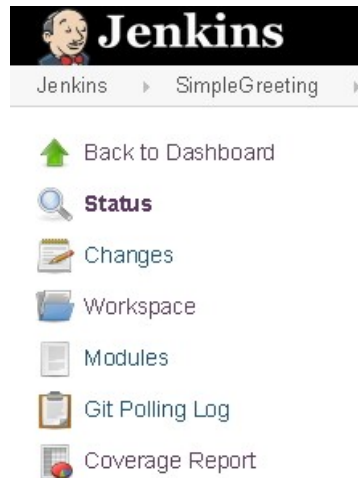 Jenkins
Jenkins SimpleGreeting
Back to Dashboard
Status
Changes
Workspace
Modules
Git Polling Log
Coverage Report